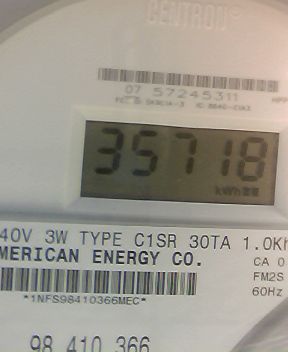 CENTRON®
07 57245311
35718
kWh
40V 3W TYPE C1SR 30TA 1.0Kh
MERICAN ENERGY CO.
CA 0
FM2S
60Hz
*1NFS98410366MEC*
98 410 366